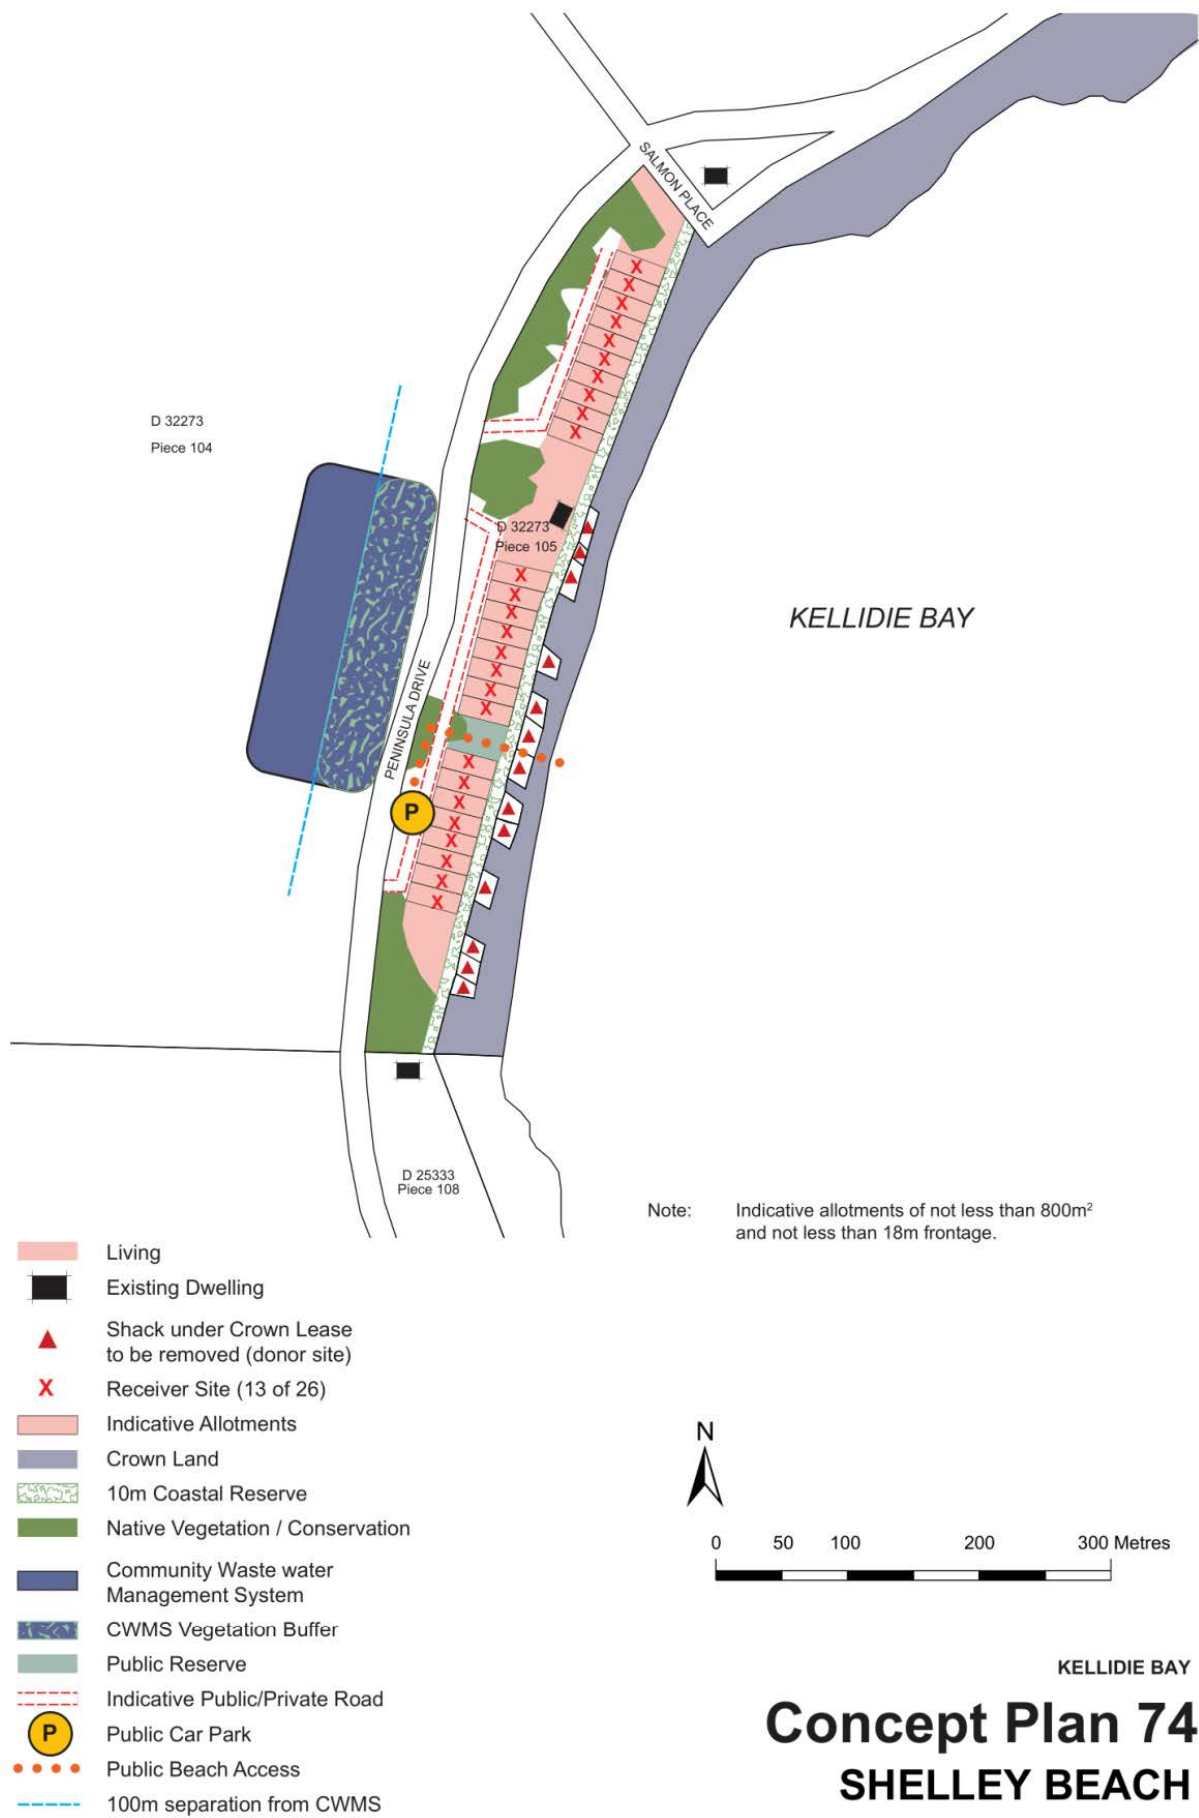 SALMON PLACE
D 32273
Piece 104
D 32273
Piece 105
KELLIDIE BAY
PENINSULA DRIVE
P
D 25333
Piece 108
Note: Indicative allotments of not less than 800m²
and not less than 18m frontage.
Living
Existing Dwelling
Shack under Crown Lease
to be removed (donor site)
X Receiver Site (13 of 26)
Indicative Allotments
Crown Land
10m Coastal Reserve
Native Vegetation / Conservation
Community Waste water
Management System
CWMS Vegetation Buffer
Public Reserve
Indicative Public/Private Road
P Public Car Park
Public Beach Access
100m separation from CWMS
N
0 50 100 200 300 Metres
KELLIDIE BAY
Concept Plan 74
SHELLEY BEACH